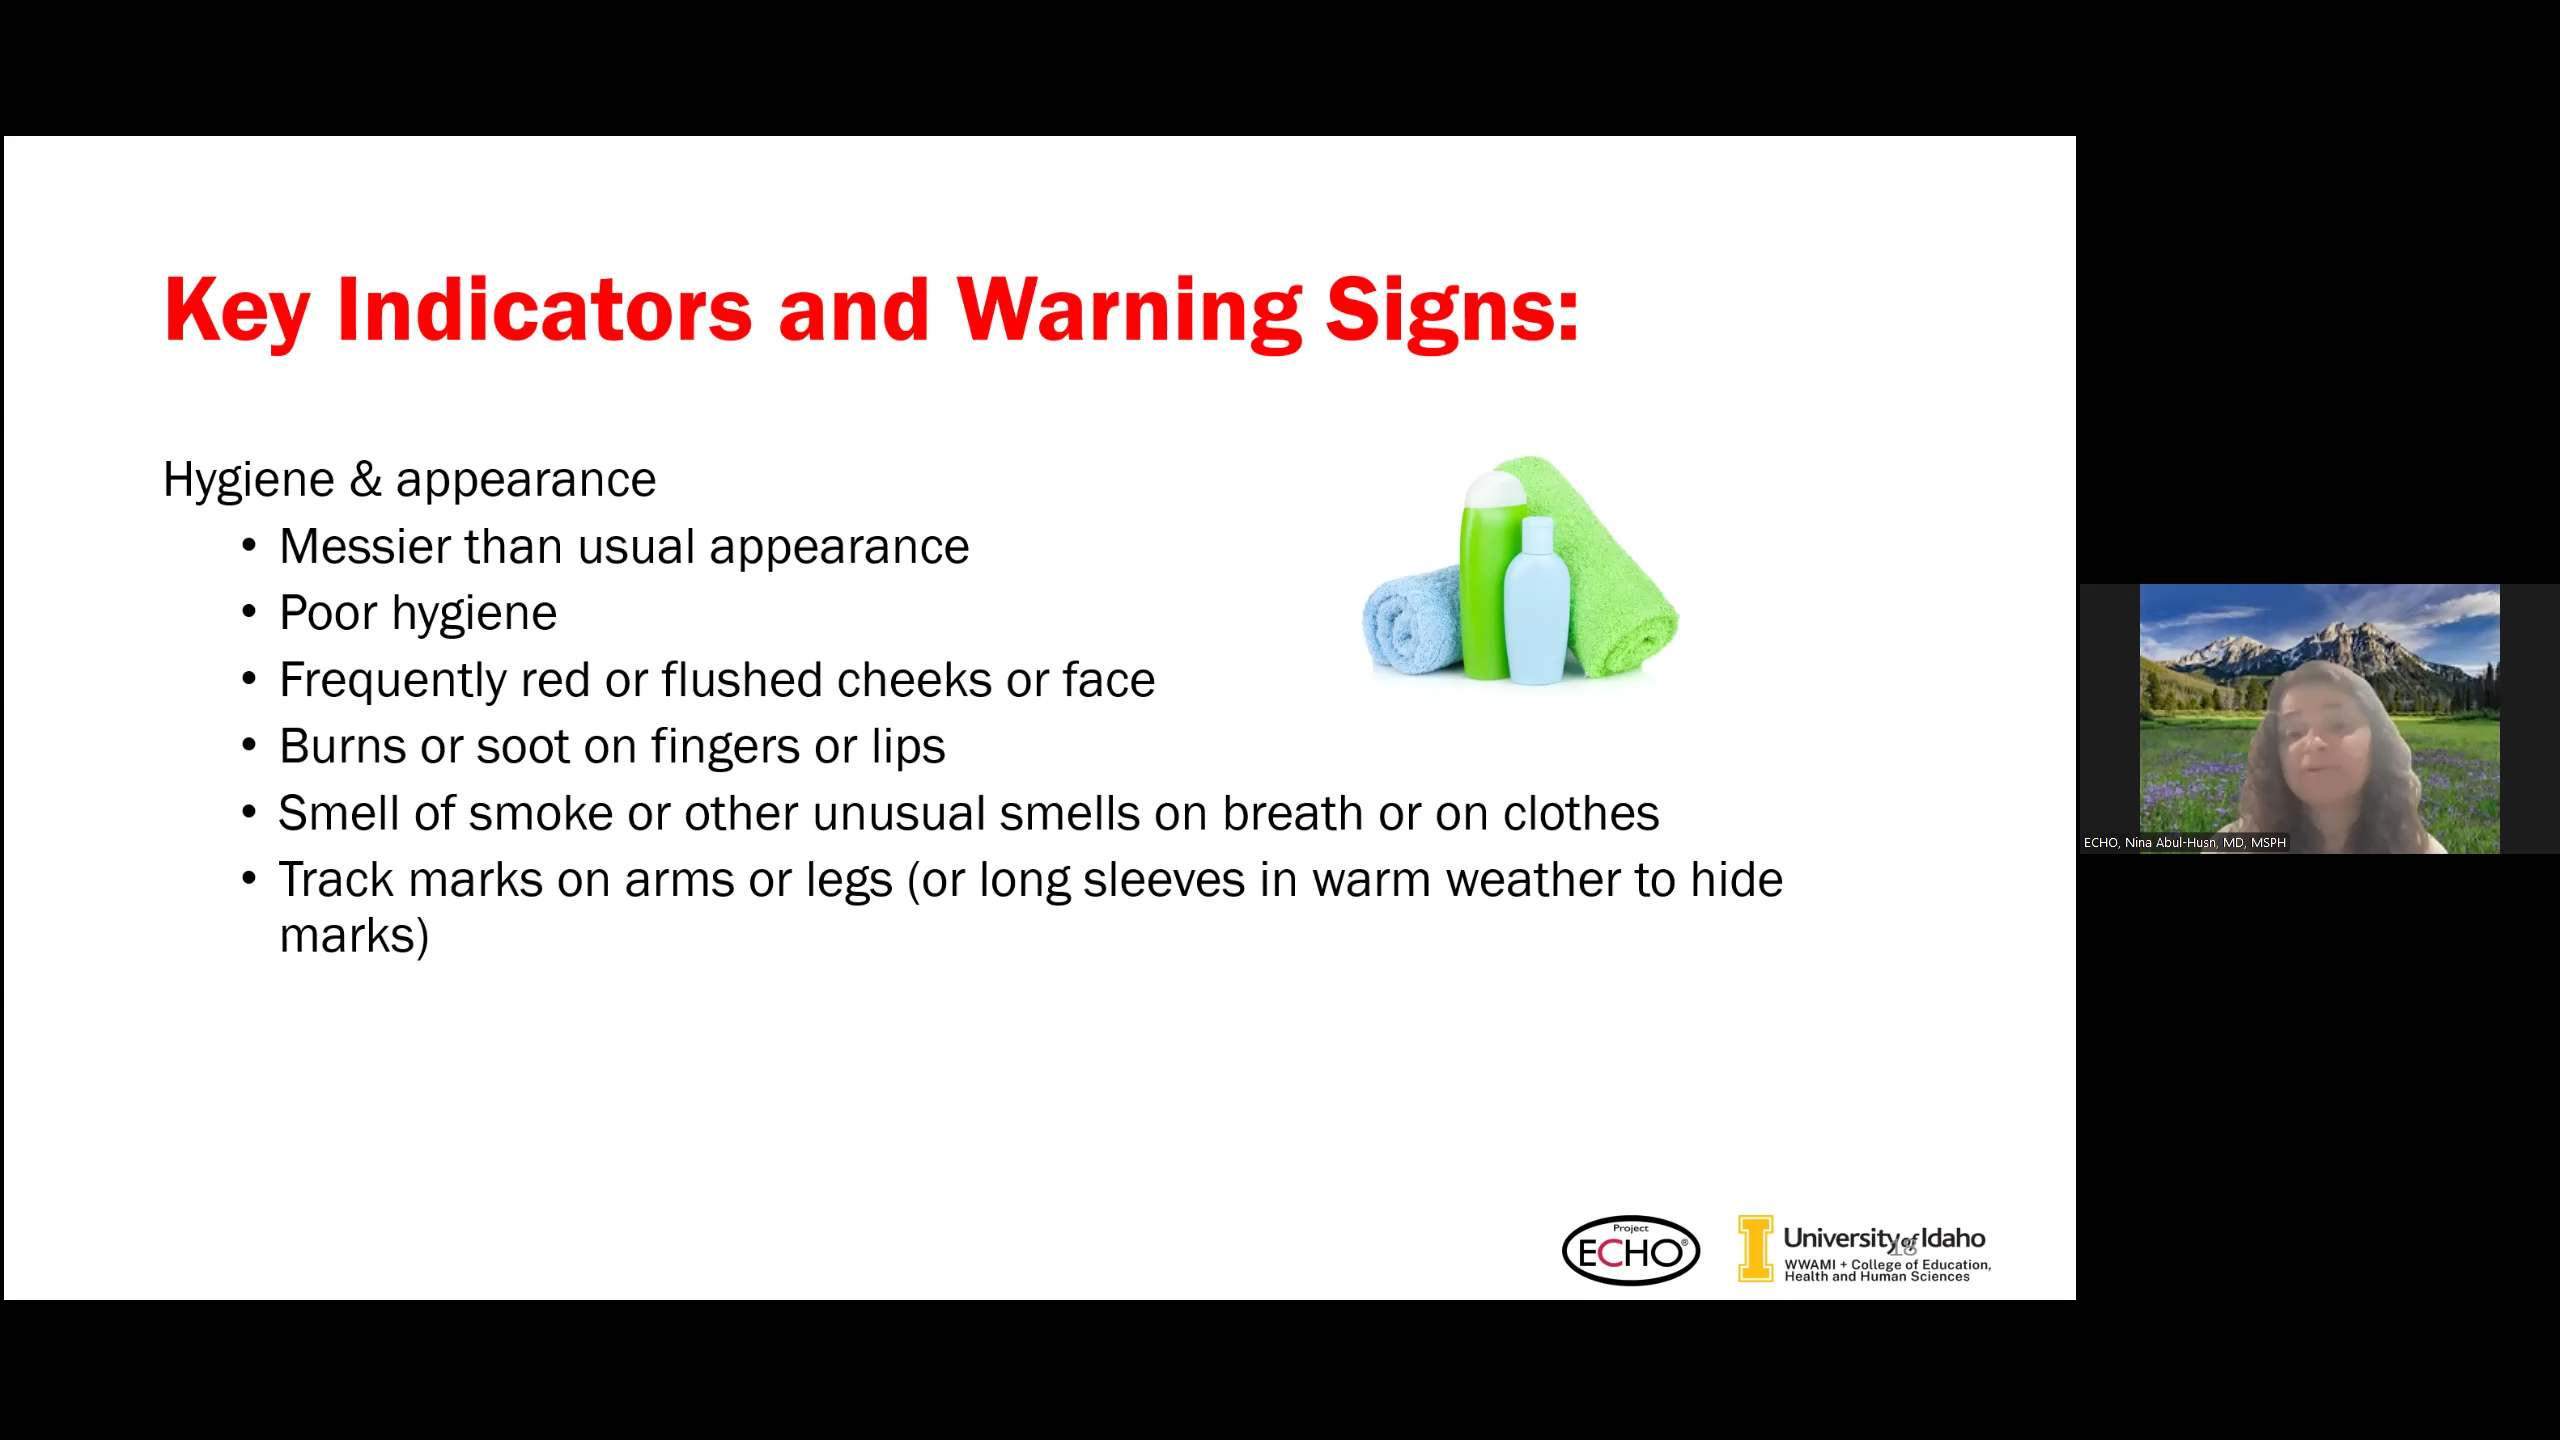 Key Indicators and Warning Signs:
Hygiene & appearance
• Messier than usual appearance
• Poor hygiene
• Frequently red or flushed cheeks or face
• Burns or soot on fingers or lips
• Smell of smoke or other unusual smells on breath or on clothes
• Track marks on arms or legs (or long sleeves in warm weather to hide
marks)
ECHO, Nina Abul-Husn, MD, MSPH
Project
ECHO®
University of Idaho
18
WWAMI + College of Education,
Health and Human Sciences